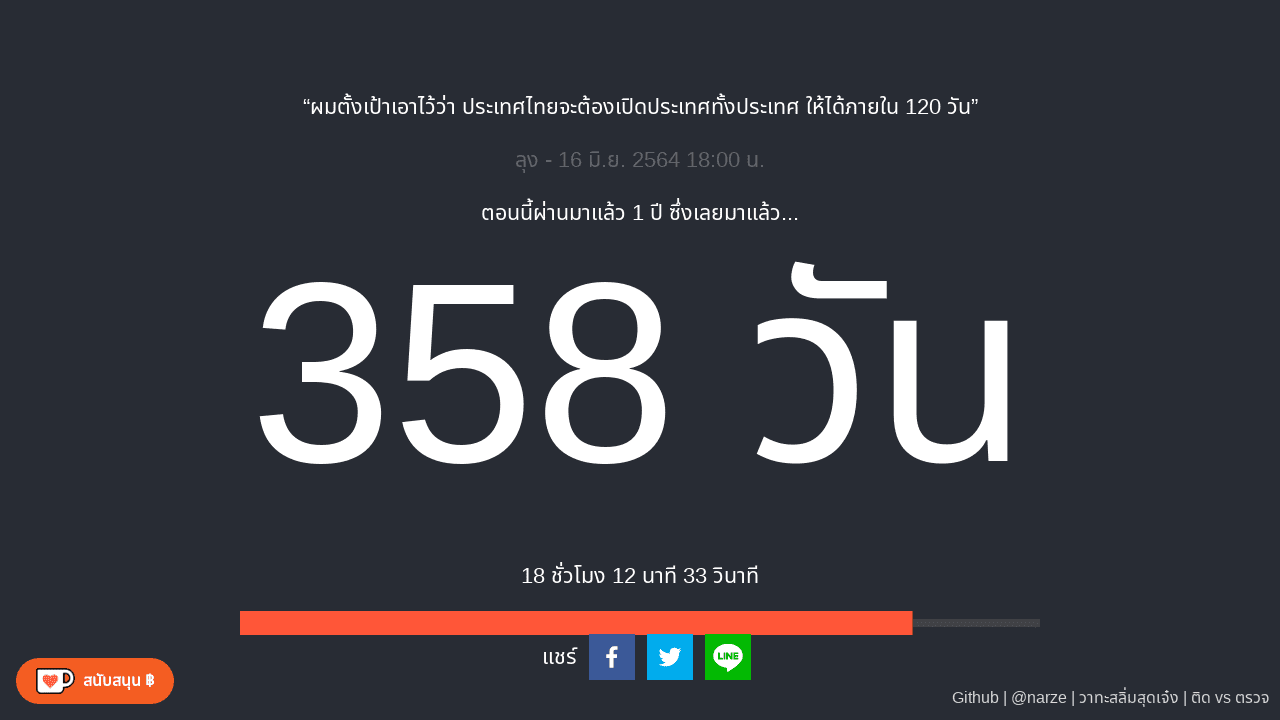 “ผมตั้งเป้าเอาไว้ว่า ประเทศไทยจะต้องเปิดประเทศทั้งประเทศ ให้ได้ภายใน 120 วัน”
ลุง - 16 มิ.ย. 2564 18:00 น.
ตอนนี้ผ่านมาแล้ว 1 ปี ซึ่งเลยมาแล้ว...
358 วัน
18 ชั่วโมง 12 นาที 33 วินาที
แชร์
LINE
สนับสนุน ฿
Github | @narze | วาทะสลิ่มสุดเจ๋ง | ติด vs ตรวจ